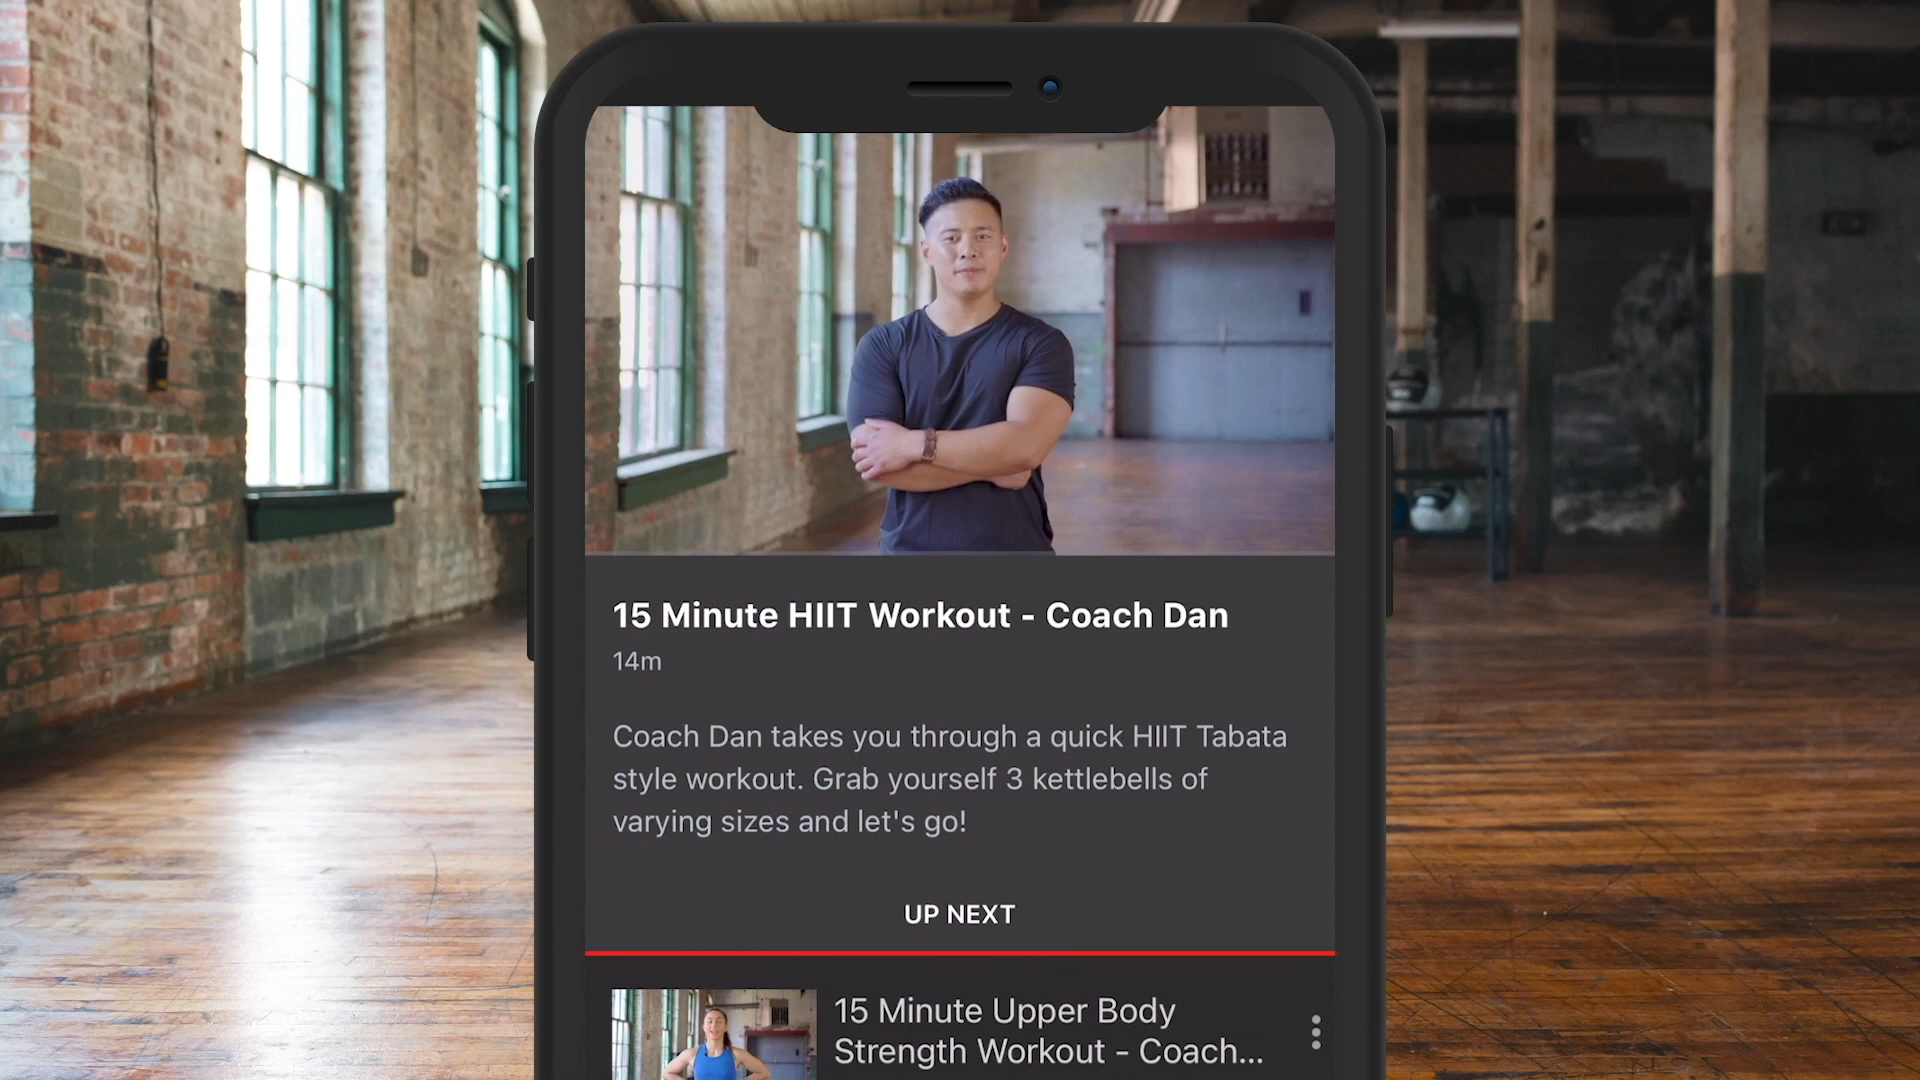 15 Minute HIIT Workout - Coach Dan
14m
Coach Dan takes you through a quick HIIT Tabata
style workout. Grab yourself 3 kettlebells of
varying sizes and let's go!
UP NEXT
15 Minute Upper Body
Strength Workout - Coach...